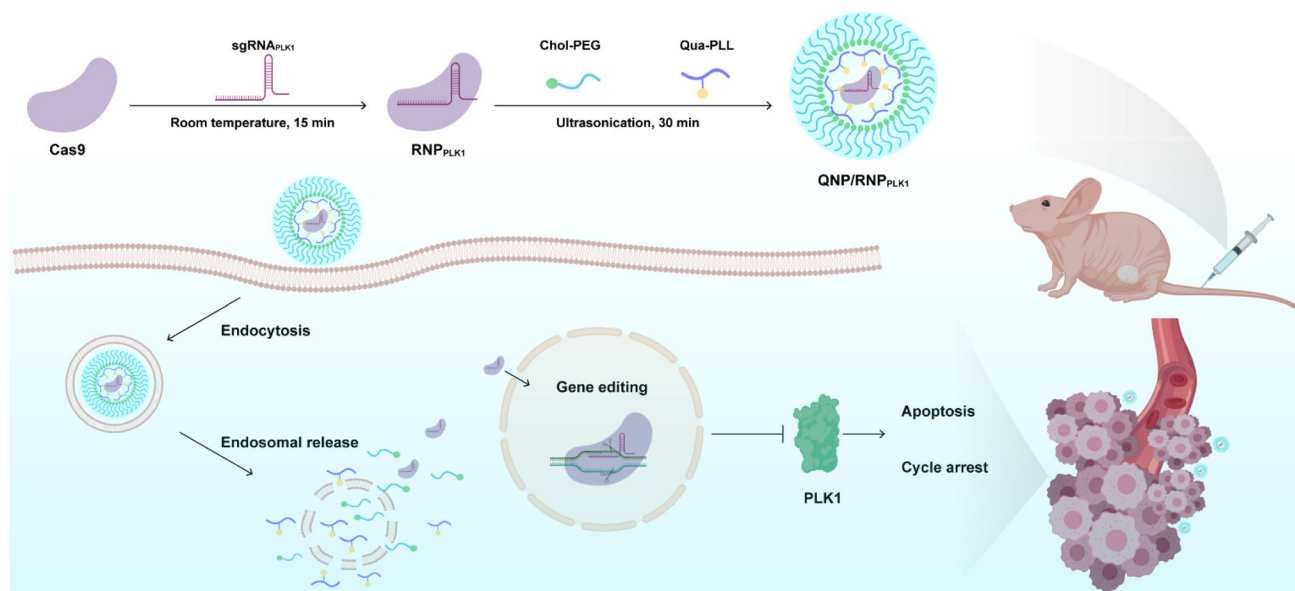 sgRNAPLK1
Chol-PEG
Qua-PLL
Room temperature, 15 min
Ultrasonication, 30 min
Cas9
RNPPLK1
QNP/RNPPLK1
Endocytosis
Gene editing
Apoptosis
Endosomal release
Cycle arrest
PLK1